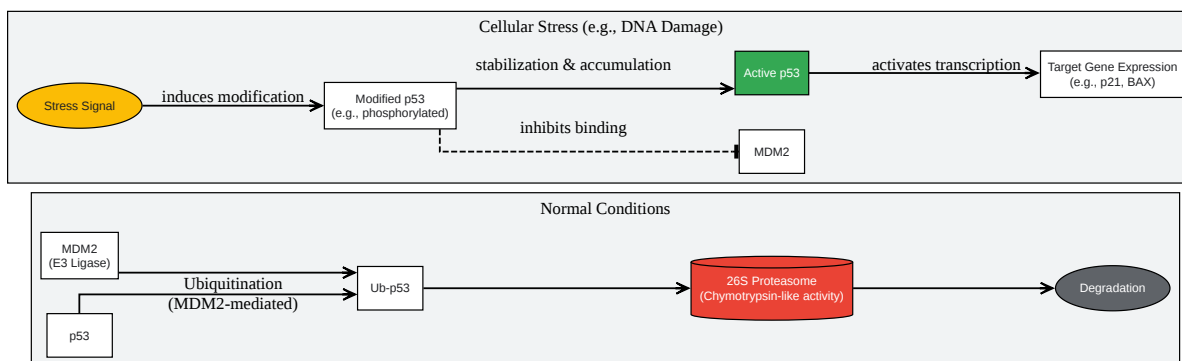 Cellular Stress (e.g., DNA Damage)
Stress Signal
induces modification
Modified p53
(e.g., phosphorylated)
stabilization & accumulation
inhibits binding
Active p53
MDM2
activates transcription
Target Gene Expression
(e.g., p21, BAX)
Normal Conditions
MDM2
(E3 Ligase)
p53
Ubiquitination
(MDM2-mediated)
Ub-p53
26S Proteasome
(Chymotrypsin-like activity)
Degradation